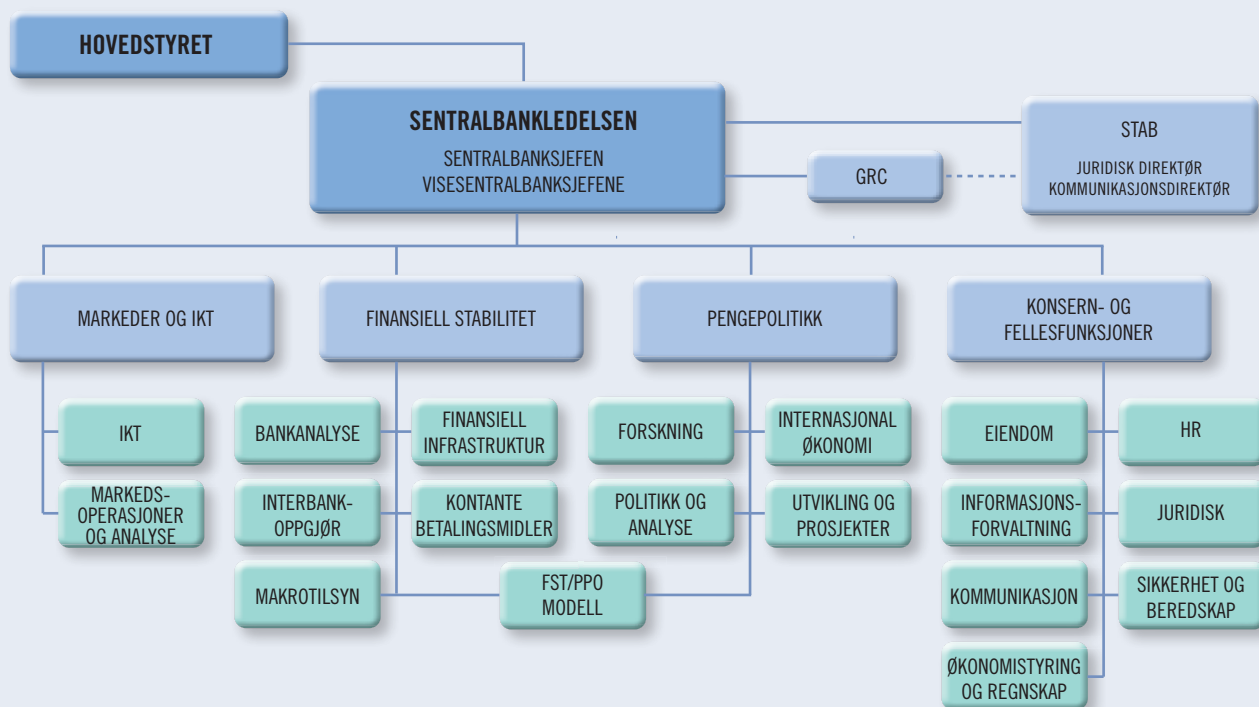 HOVEDSTYRET
SENTRALBANKLEDELSEN
SENTRALBANKSJEFEN
VISESENTRALBANKSJEFENE
GRC
STAB
JURIDISK DIREKTØR
KOMMUNIKASJONSDIREKTØR
MARKEDER OG IKT
FINANSIELL STABILITET
PENGEPOLITIKK
KONSERN- OG
FELLESFUNKSJONER
IKT
MARKEDS-
OPERASJONER
OG ANALYSE
BANKANALYSE
FINANSIELL
INFRASTRUKTUR
INTERBANK-
OPPGJØR
KONTANTE
BETALINGSMIDLER
MAKROTILSYN
FST/PPO
MODELL
FORSKNING
INTERNASJONAL
ØKONOMI
POLITIKK OG
ANALYSE
UTVIKLING OG
PROSJEKTER
EIENDOM
HR
INFORMASJONS-
FORVALTNING
JURIDISK
KOMMUNIKASJON
SIKKERHET OG
BEREDSKAP
ØKONOMISTYRING
OG REGNSKAP